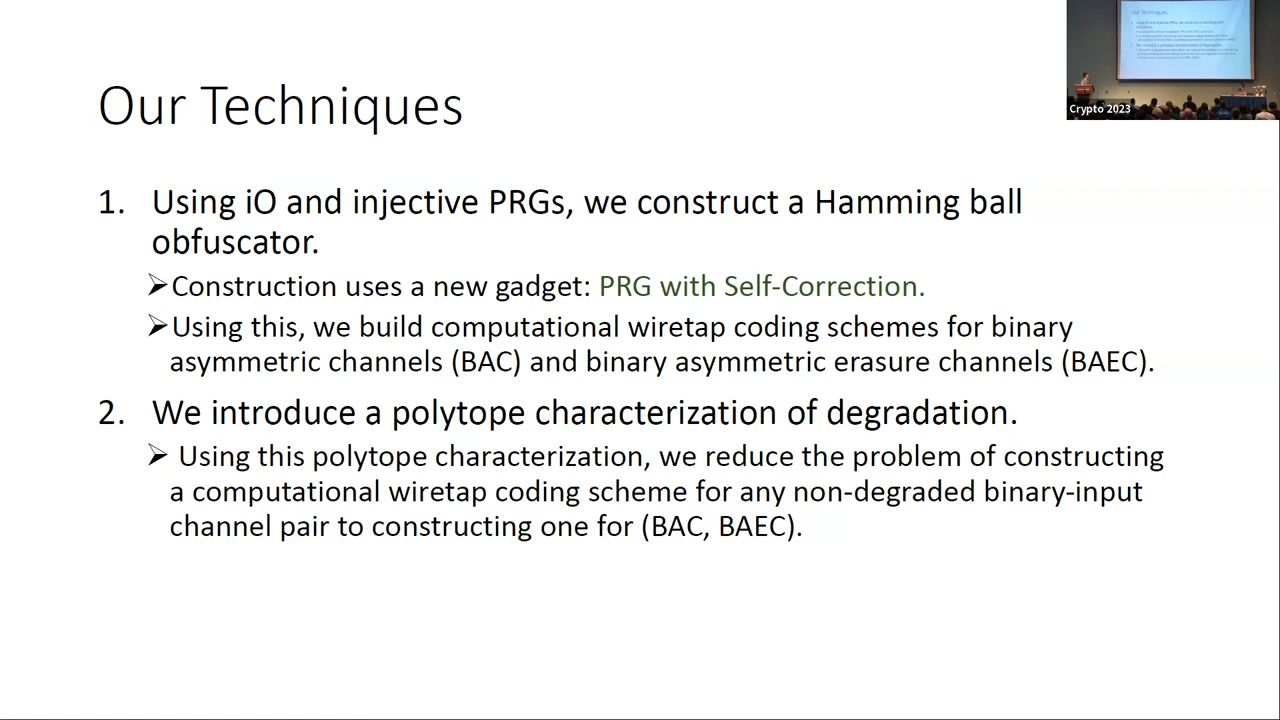 Our Techniques
Crypto 2023
1. Using iO and injective PRGs, we construct a Hamming ball
obfuscator.
➢Construction uses a new gadget: PRG with Self-Correction.
➢Using this, we build computational wiretap coding schemes for binary
asymmetric channels (BAC) and binary asymmetric erasure channels (BAEC).
2. We introduce a polytope characterization of degradation.
➢ Using this polytope characterization, we reduce the problem of constructing
a computational wiretap coding scheme for any non-degraded binary-input
channel pair to constructing one for (BAC, BAEC).